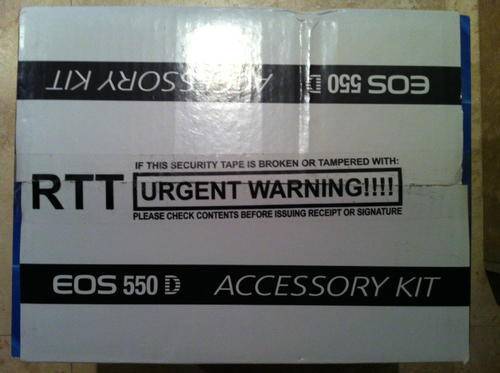 EOS 550 D ACCESSORY KIT
IF THIS SECURITY TAPE IS BROKEN OR TAMPERED WITH:
RTT URGENT WARNING!!!!
PLEASE CHECK CONTENTS BEFORE ISSUING RECEIPT OR SIGNATURE
EOS 550 D ACCESSORY KIT